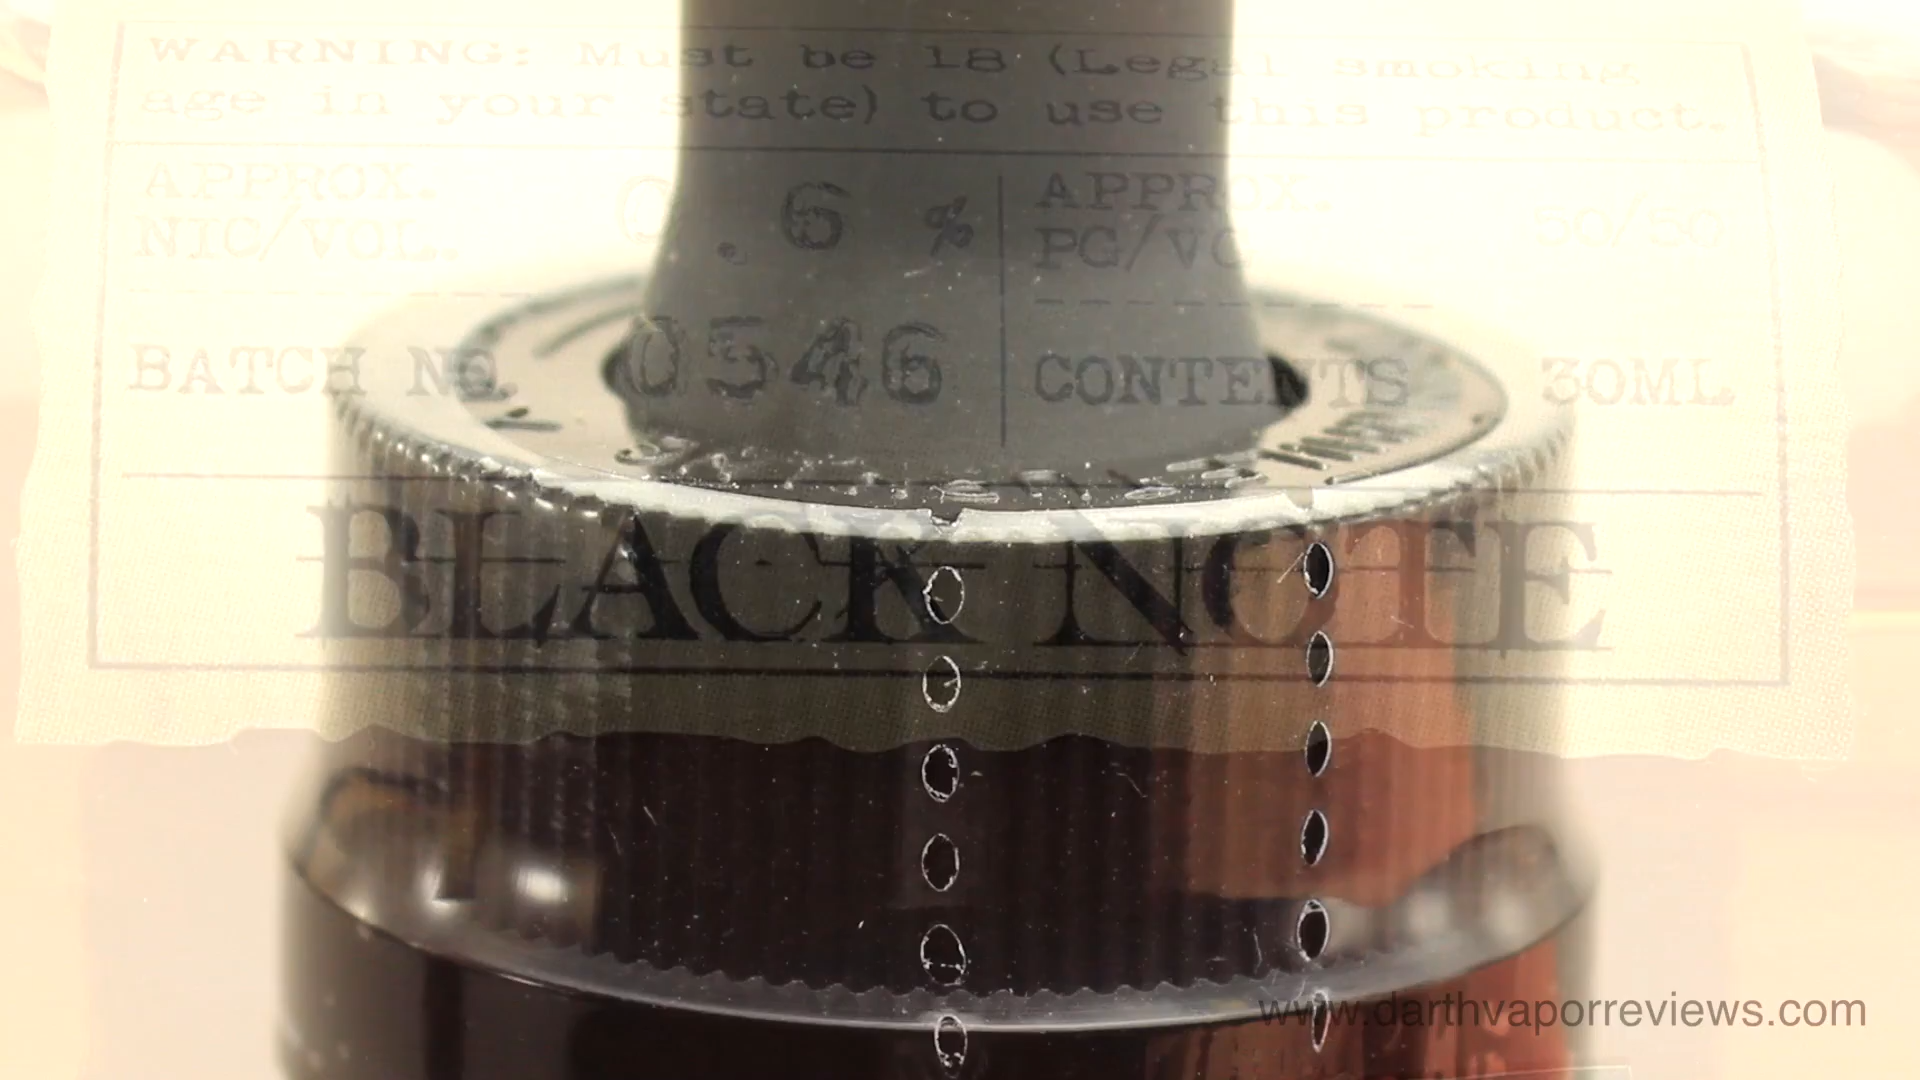 WARNING: Must be 18 (Legal smoking
age in your state) to use this product.
APPROX.
NIC/VOL. 0.6 %
APPROX.
PG/VG 50/50
BATCH NO. 0546
CONTENTS 30ML
BLACK NOTE
www.darthvaporreviews.com